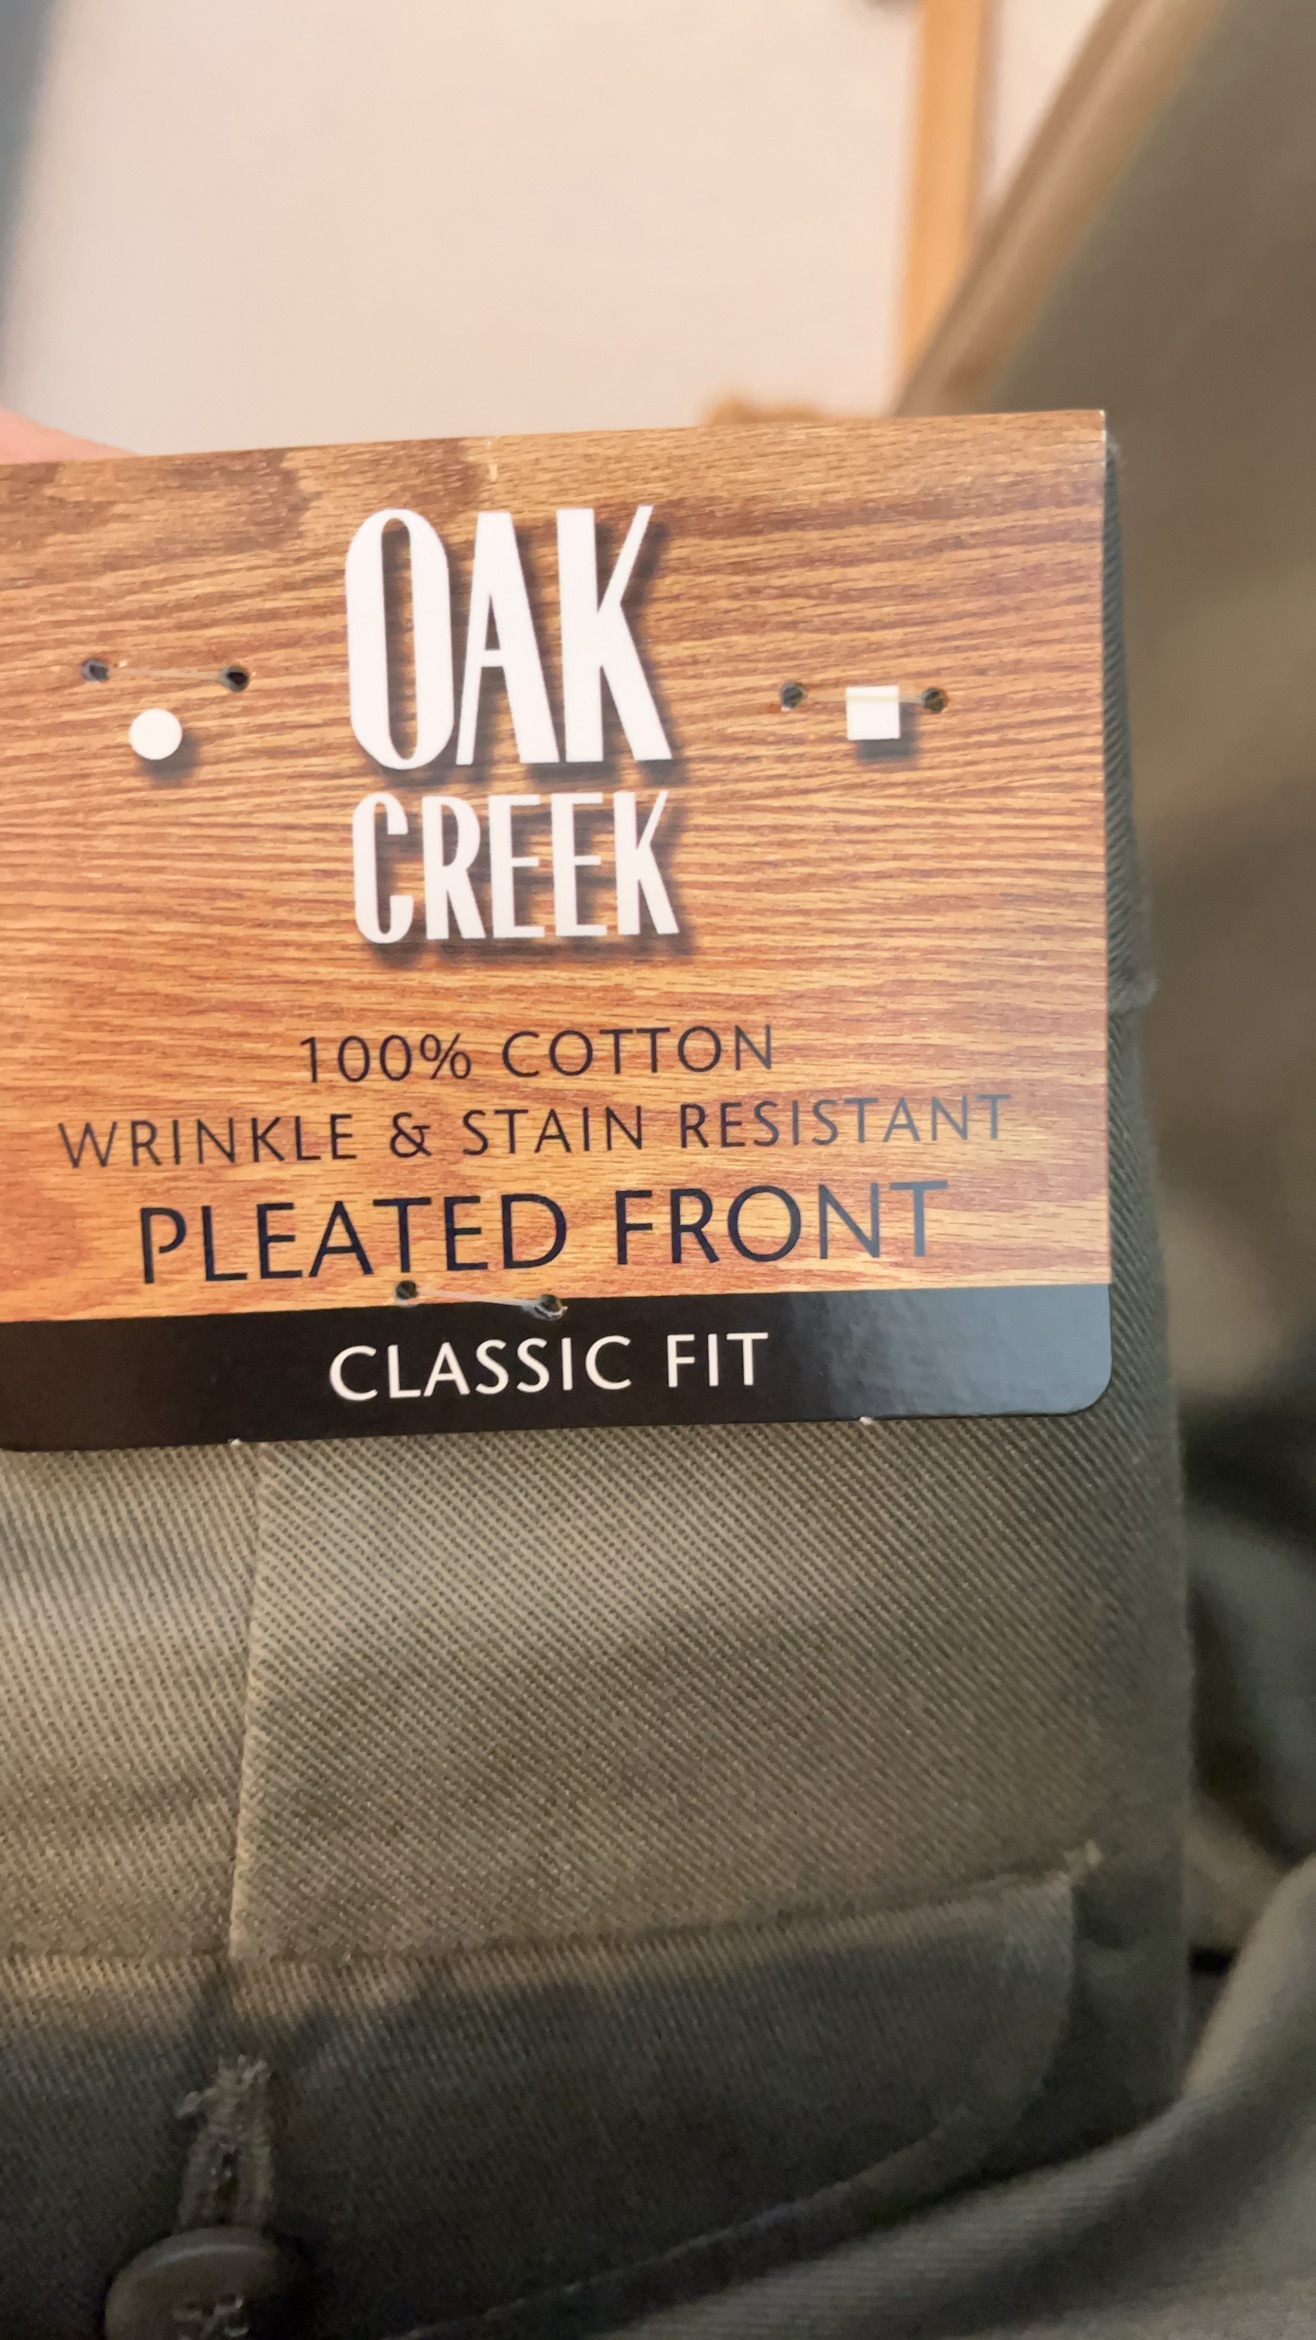 OAK
CREEK
100% COTTON
WRINKLE & STAIN RESISTANT
PLEATED FRONT
CLASSIC FIT